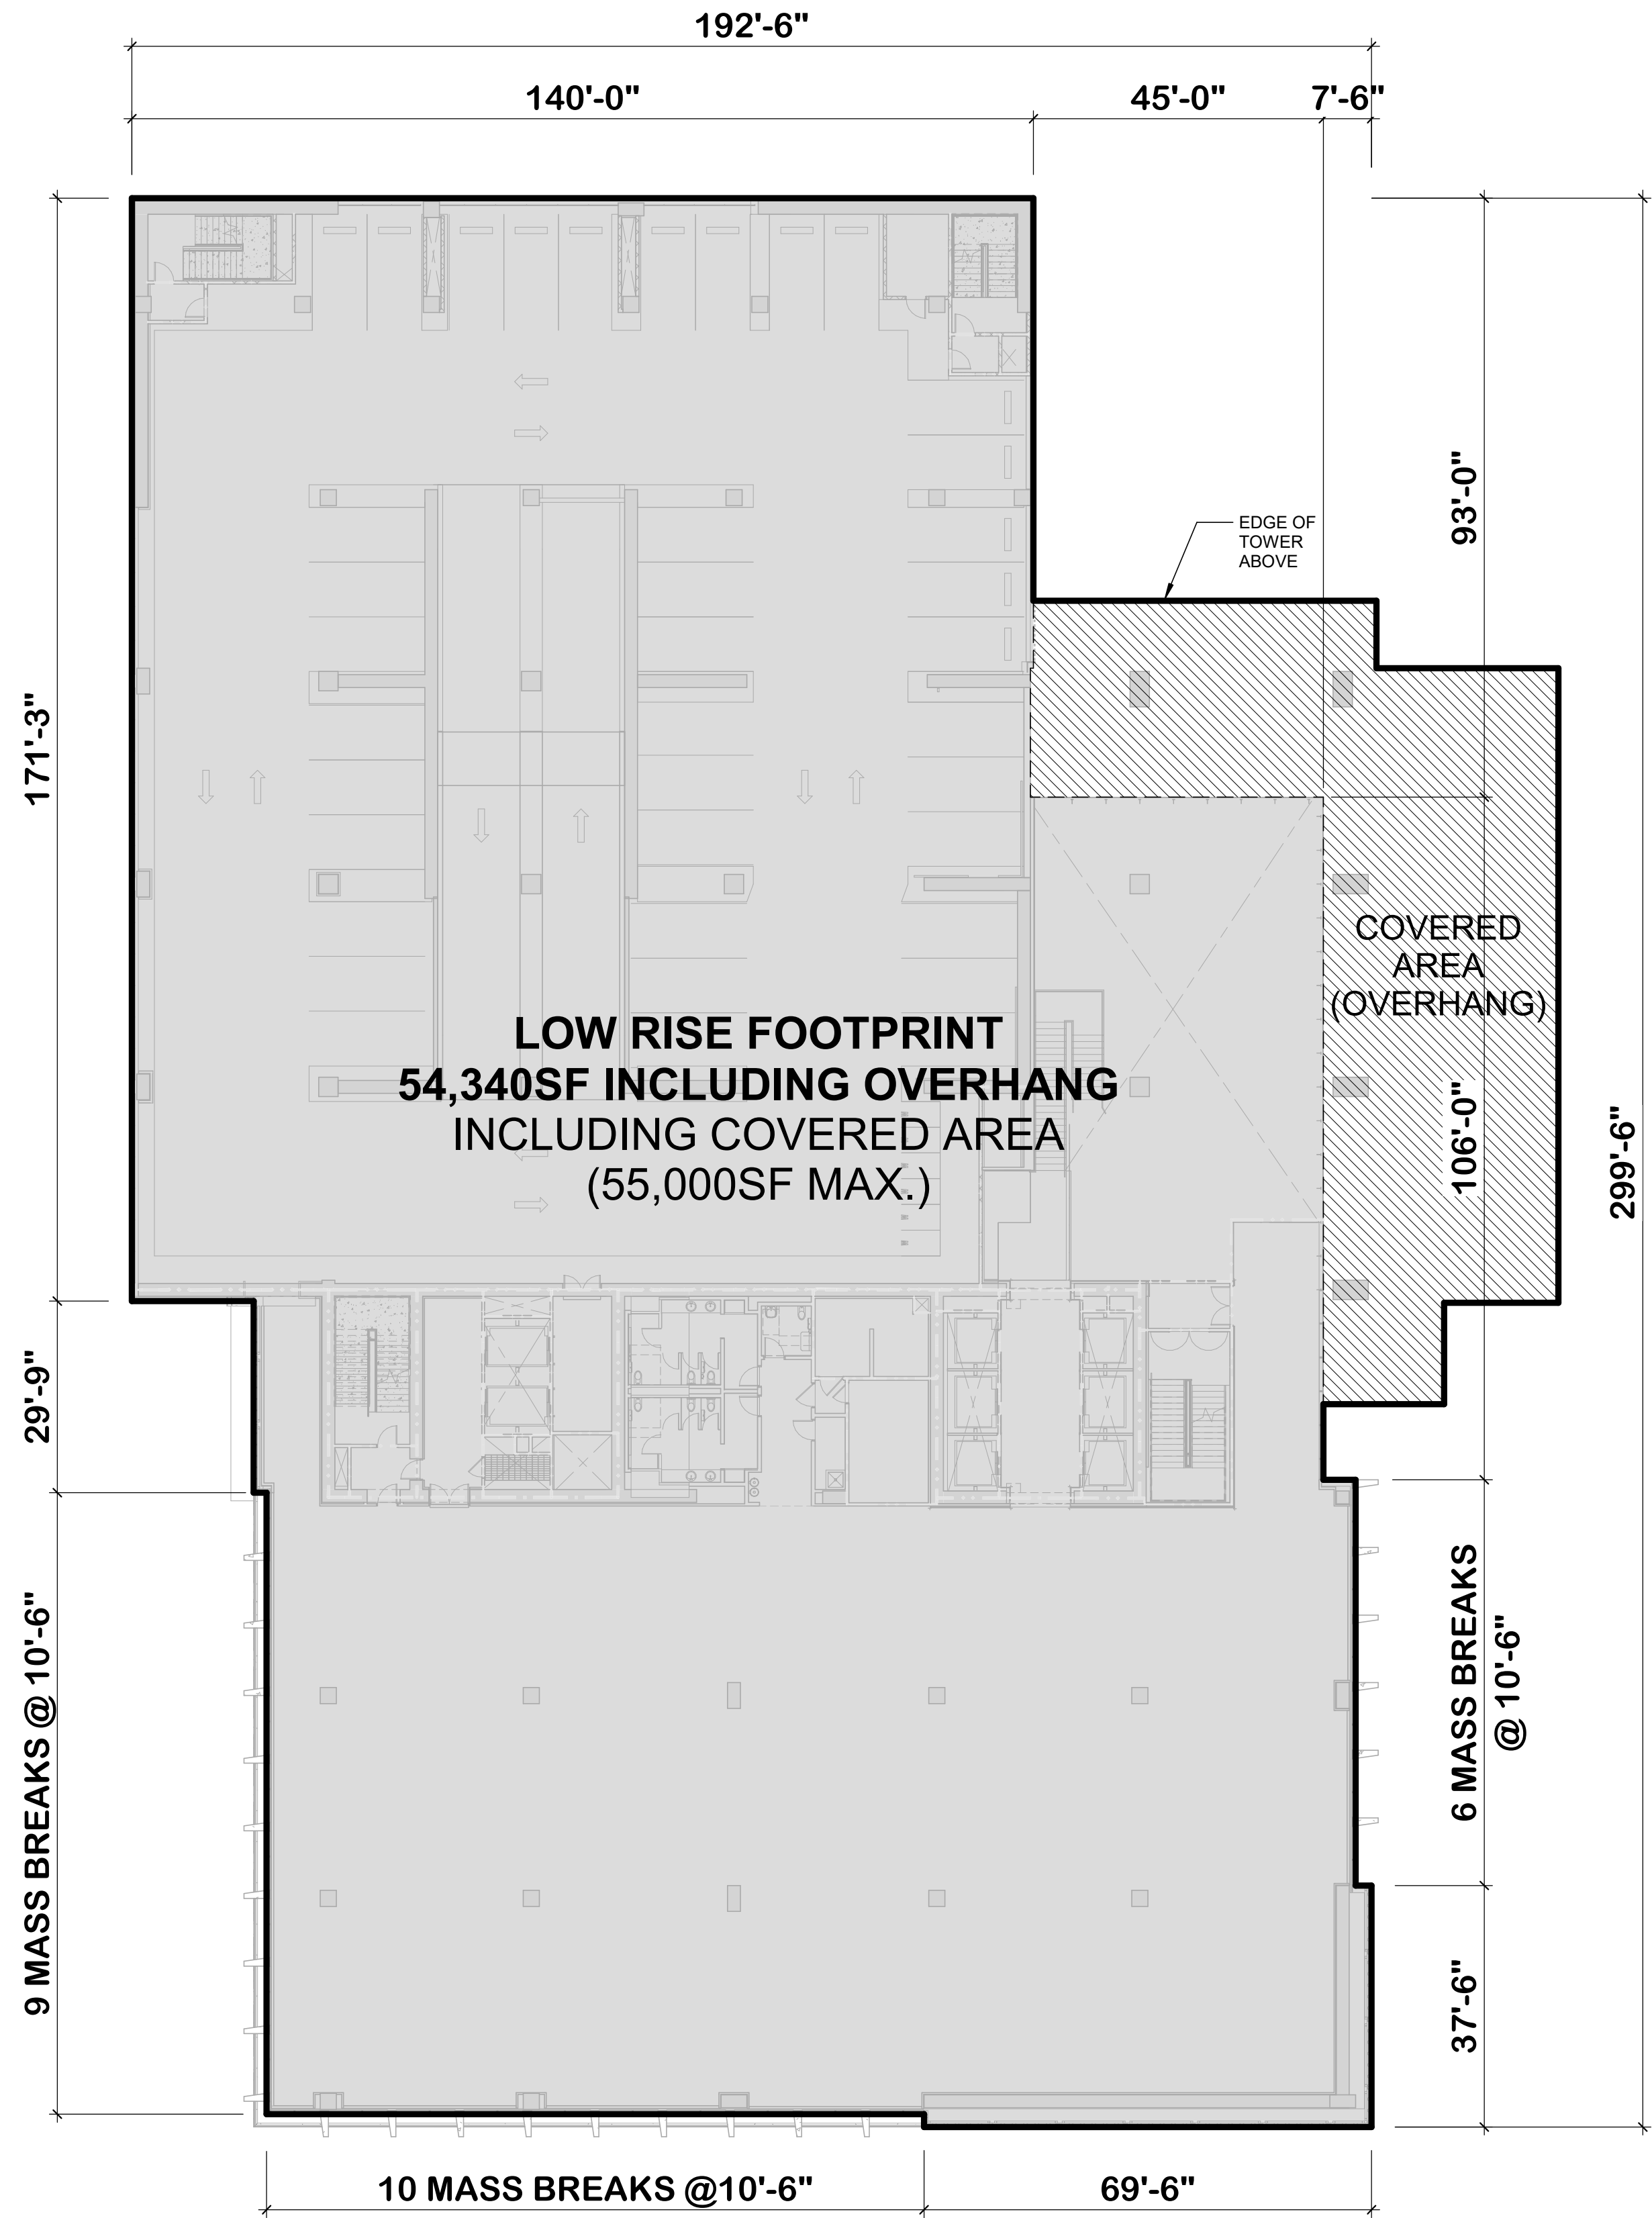 192'-6"
140'-0"
45'-0"
7'-6"
93'-0"
171'-3"
EDGE OF
TOWER
ABOVE
COVERED
AREA
(OVERHANG)
LOW RISE FOOTPRINT
54,340SF INCLUDING OVERHANG
INCLUDING COVERED AREA
(55,000SF MAX.)
106'-0"
299'-6"
29'-9"
9 MASS BREAKS @ 10'-6"
6 MASS BREAKS
@ 10'-6"
37'-6"
10 MASS BREAKS @10'-6"
69'-6"